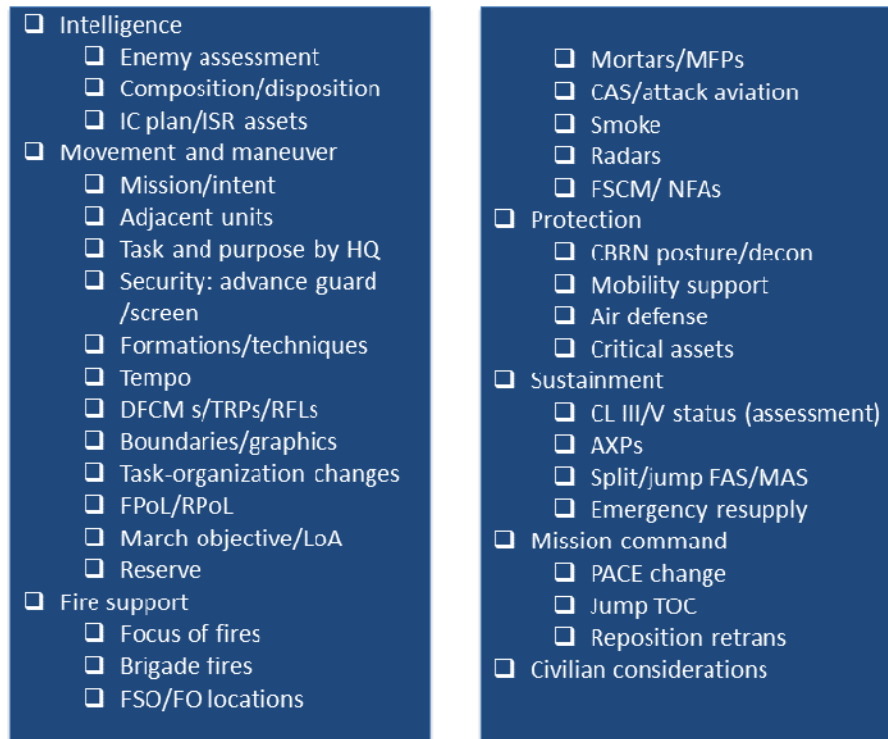 Intelligence
Enemy assessment
Composition/disposition
IC plan/ISR assets
Movement and maneuver
Mission/intent
Adjacent units
Task and purpose by HQ
Security: advance guard
/screen
Formations/techniques
Tempo
DFCM s/TRPs/RFLs
Boundaries/graphics
Task-organization changes
FPoL/RPoL
March objective/LoA
Reserve
Fire support
Focus of fires
Brigade fires
FSO/FO locations
Mortars/MFPs
CAS/attack aviation
Smoke
Radars
FSCM/ NFAs
Protection
CBRN posture/decon
Mobility support
Air defense
Critical assets
Sustainment
CL III/V status (assessment)
AXPs
Split/jump FAS/MAS
Emergency resupply
Mission command
PACE change
Jump TOC
Reposition retrans
Civilian considerations